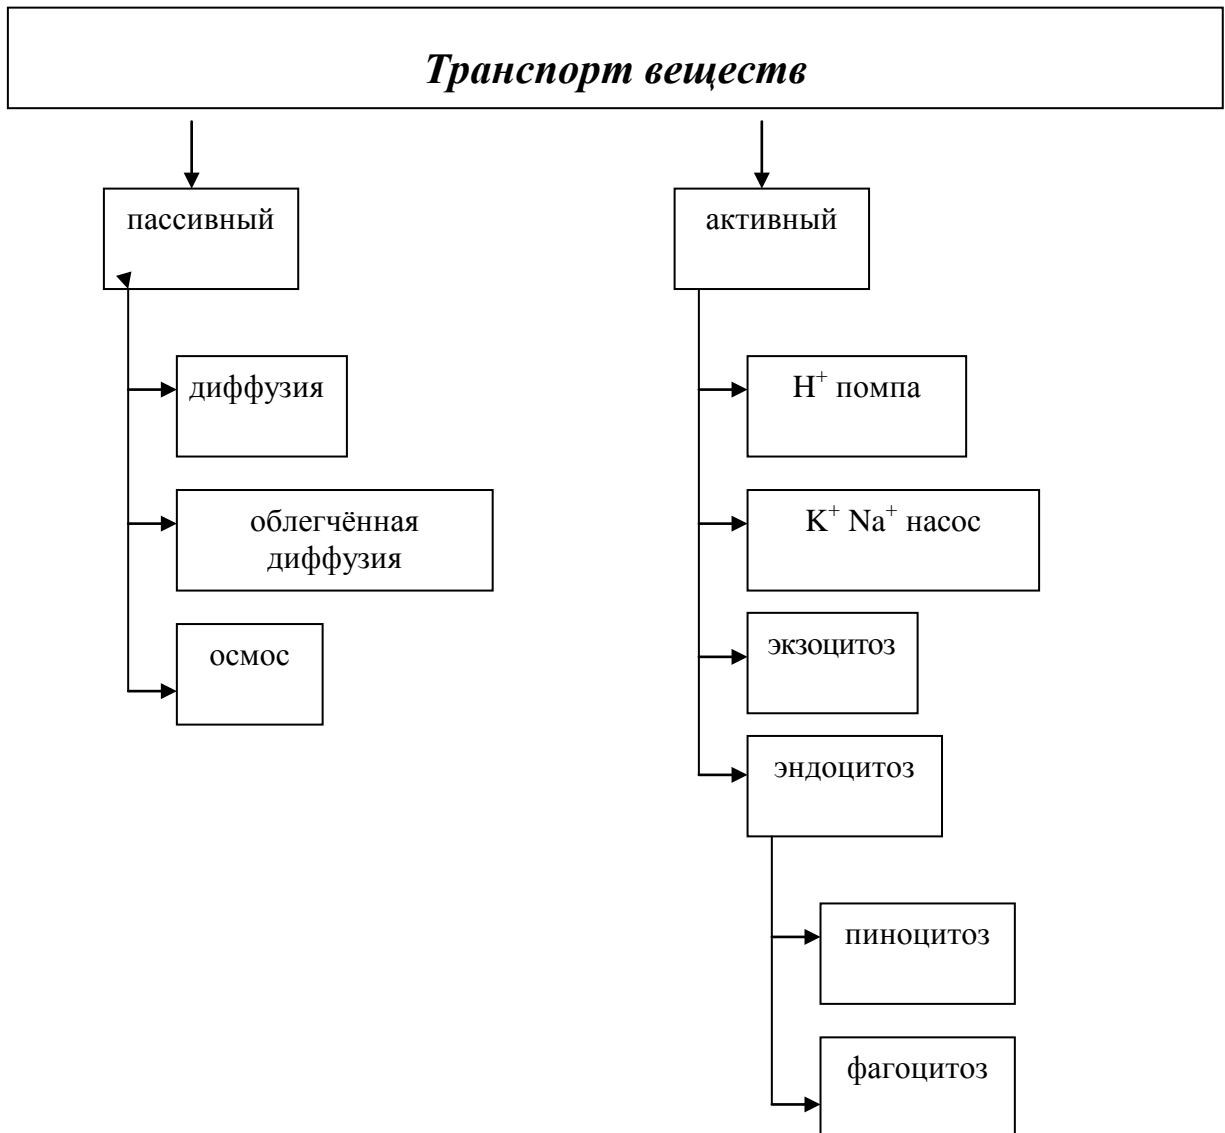 Транспорт веществ
пассивный
активный
диффузия
облегчённая
диффузия
осмос
H⁺ помпа
K⁺ Na⁺ насос
экзоцитоз
эндоцитоз
пиноцитоз
фагоцитоз